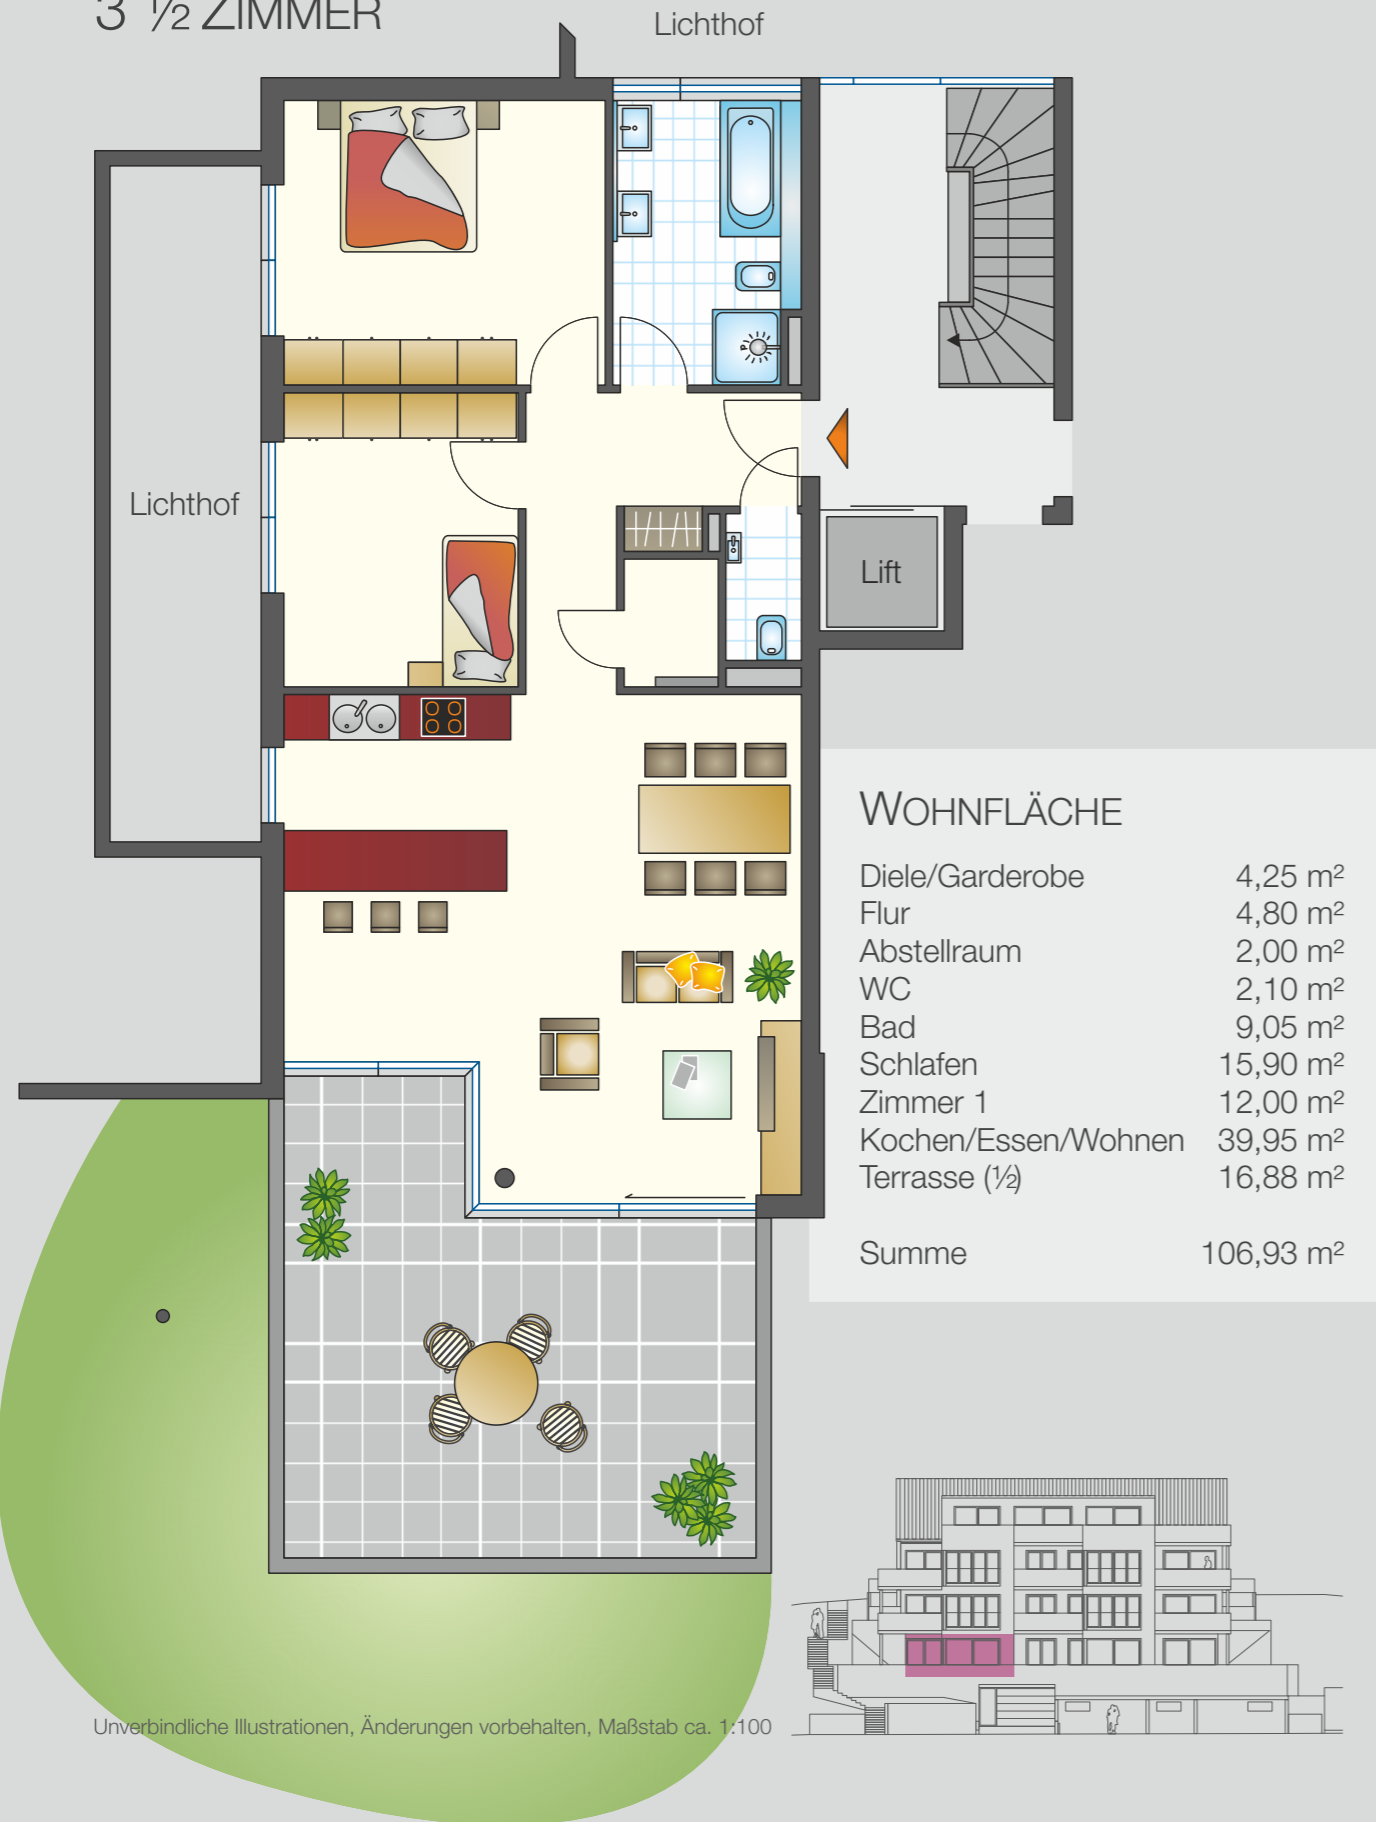 3 ½ ZIMMER
Lichthof
Lichthof
Lift
WOHNFLÄCHE
Diele/Garderobe 4,25 m²
Flur 4,80 m²
Abstellraum 2,00 m²
WC 2,10 m²
Bad 9,05 m²
Schlafen 15,90 m²
Zimmer 1 12,00 m²
Kochen/Essen/Wohnen 39,95 m²
Terrasse (½) 16,88 m²
Summe 106,93 m²
Unverbindliche Illustrationen, Änderungen vorbehalten, Maßstab ca. 1:100